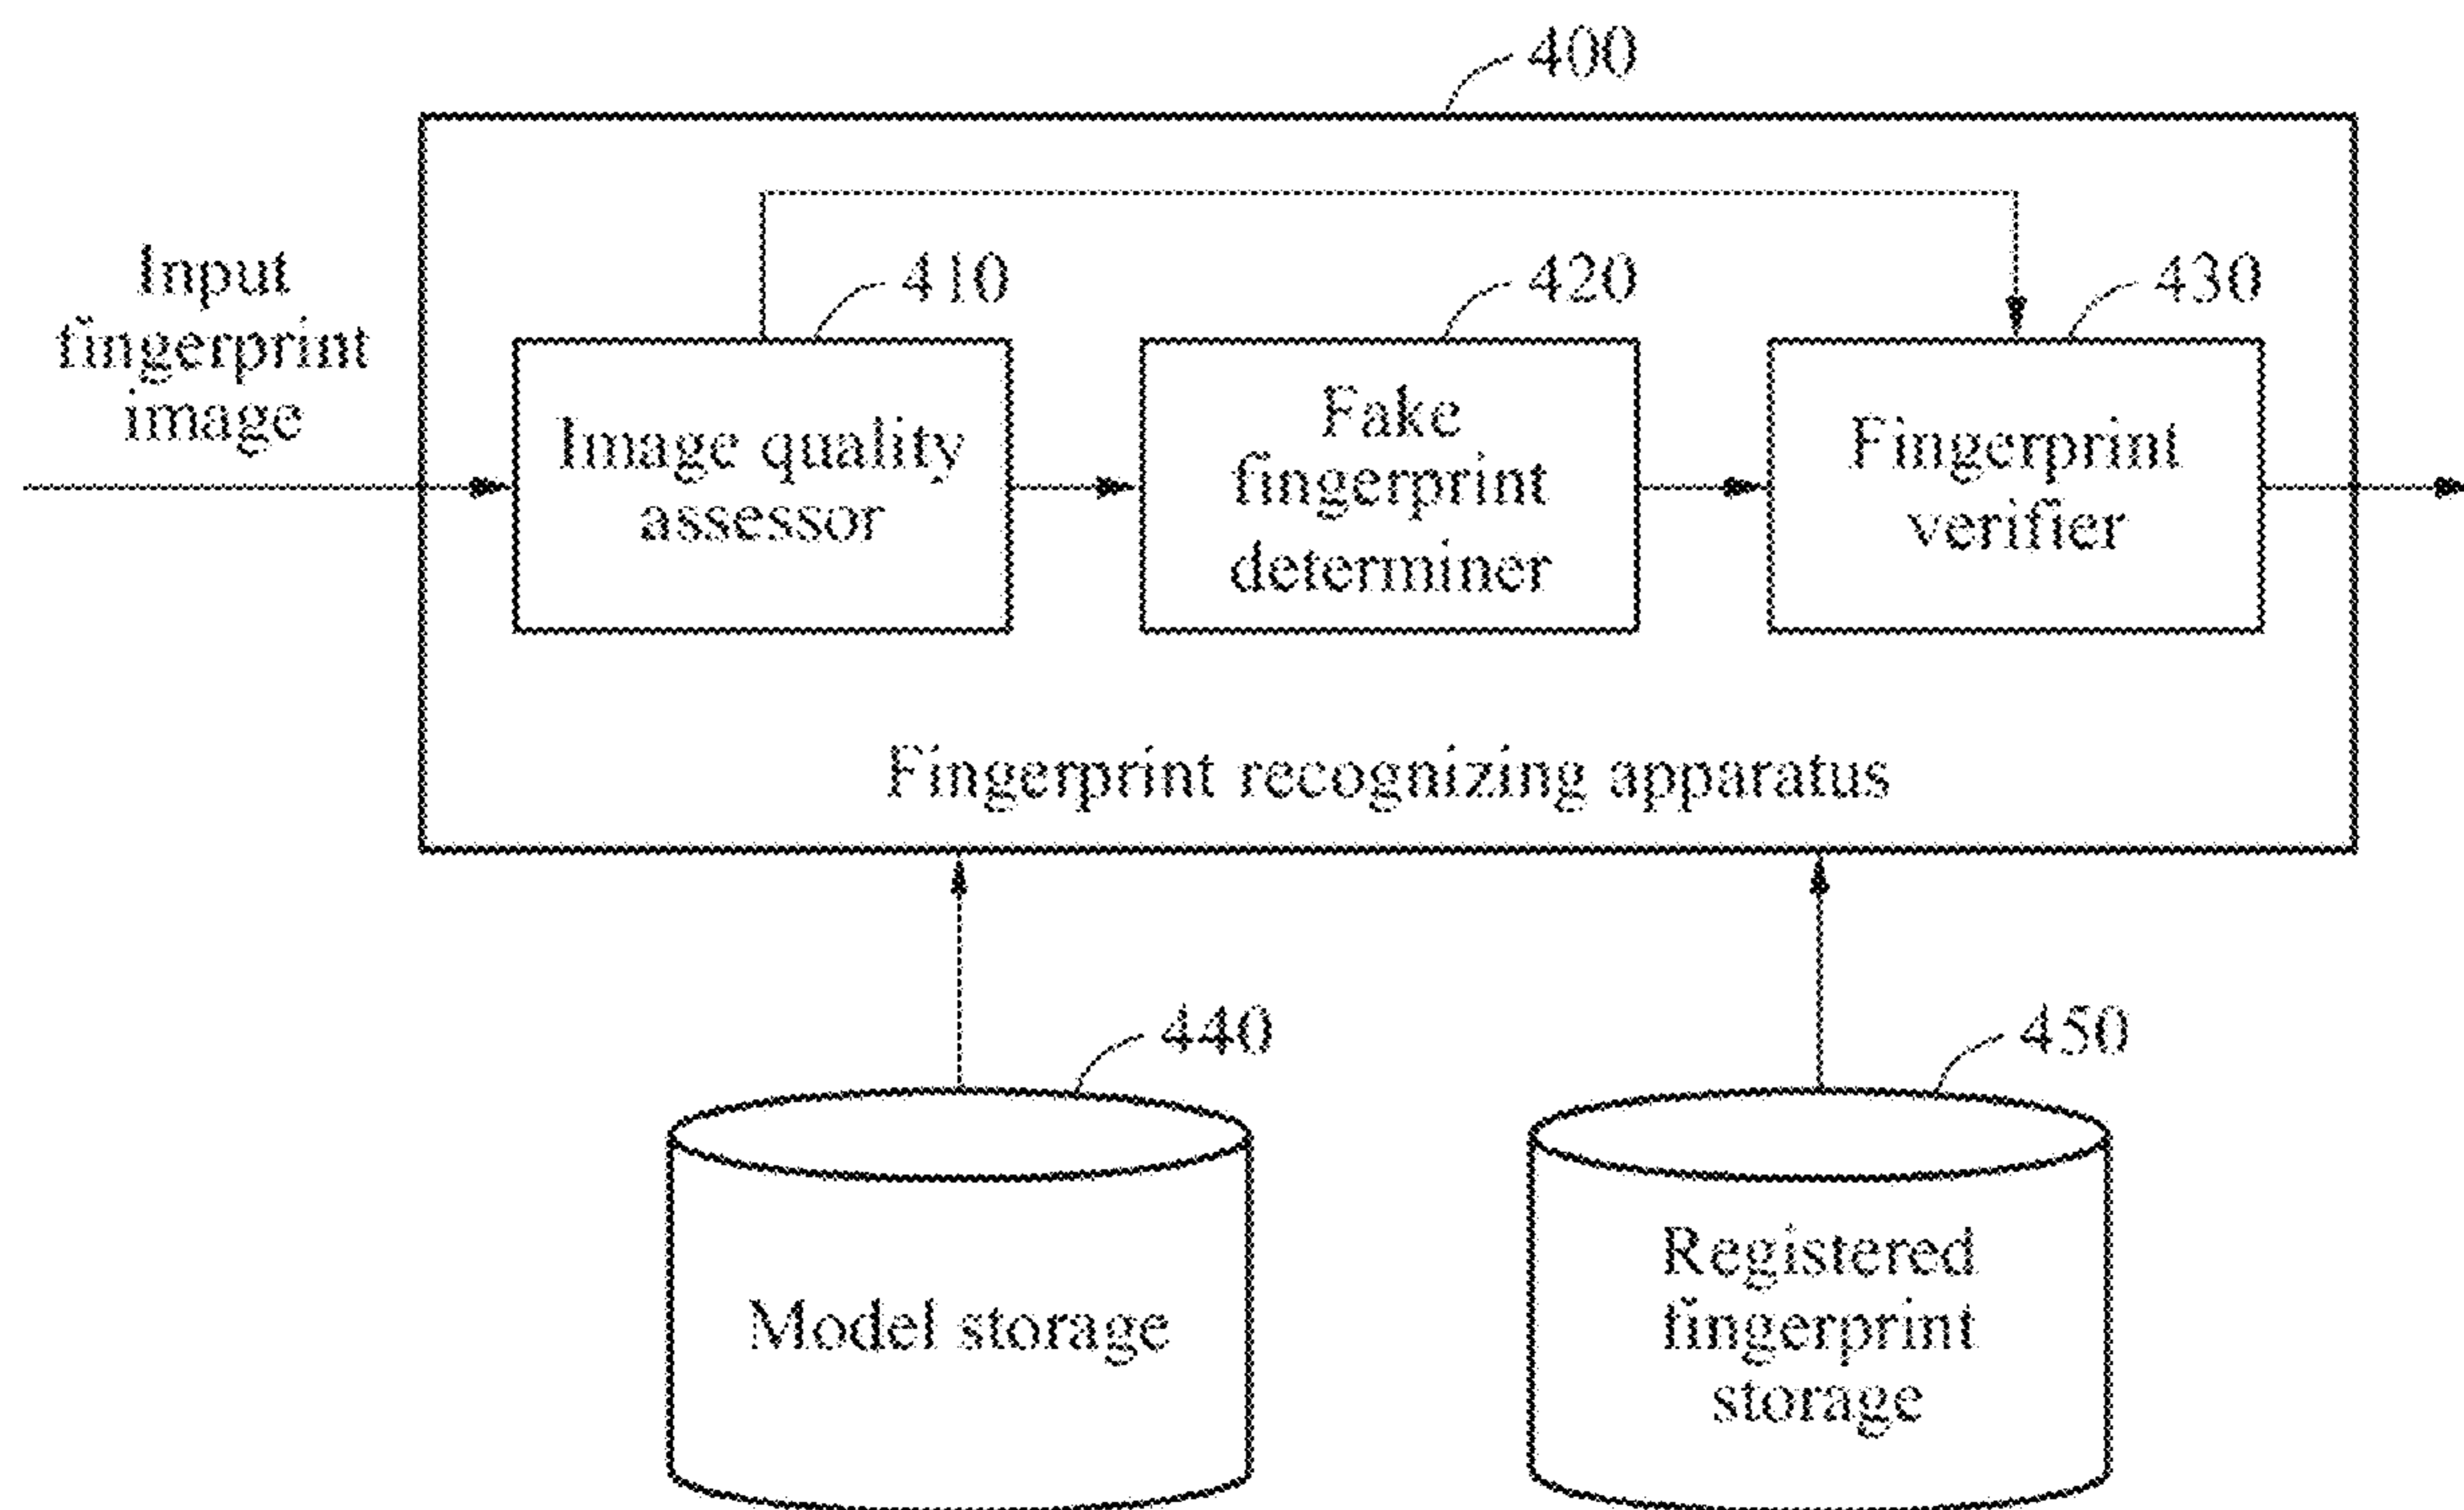 400
Input
fingerprint
image
410
420
430
Image quality
assessor
Fake
fingerprint
determiner
Fingerprint
verifier
Fingerprint recognizing apparatus
440
450
Model storage
Registered
fingerprint
storage